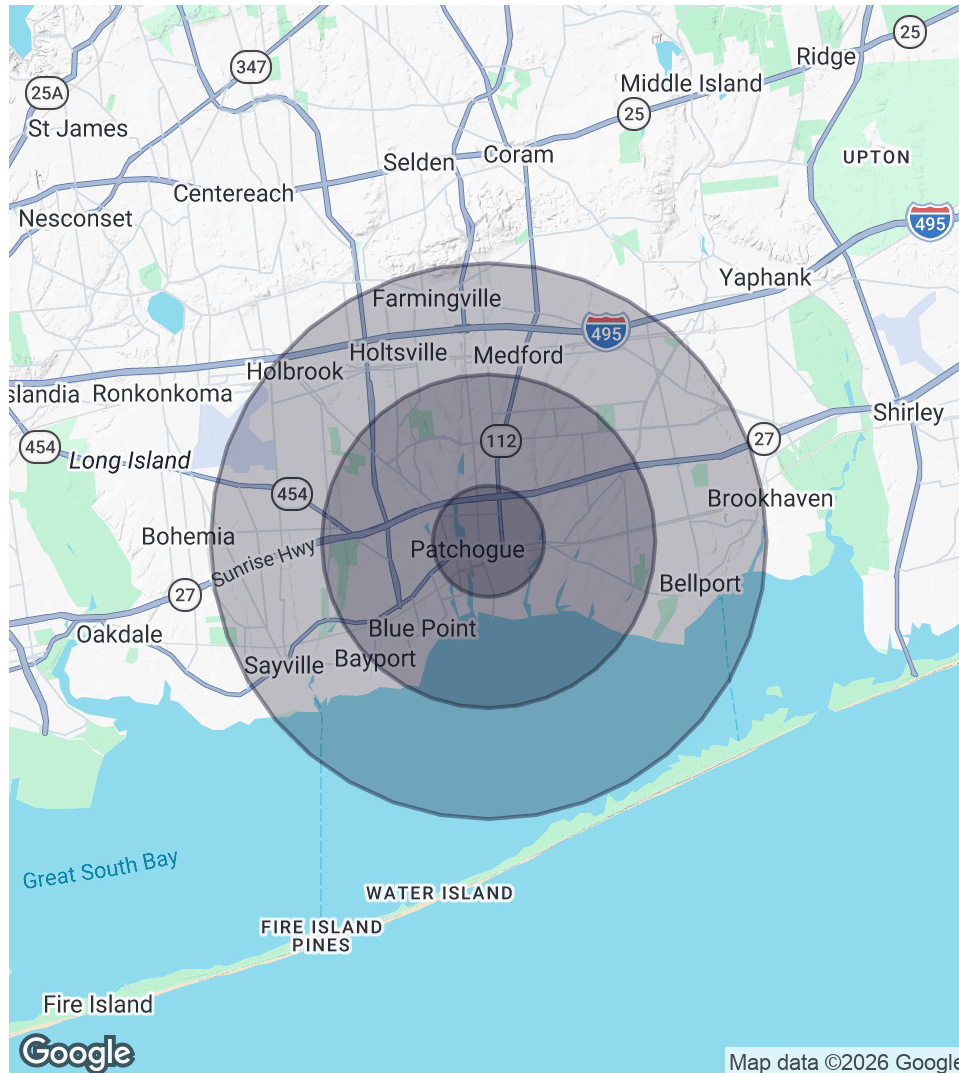 25
Ridge
347
Middle Island
25A
25
St James
UPTON
Coram
Selden
Centereach
Nesconset
495
Yaphank
Farmingville
495
Holtsville
Medford
Holbrook
slandia
Ronkonkoma
Shirley
112
27
454
Long Island
454
Brookhaven
Bohemia
Patchogue
Sunrise Hwy
Bellport
27
Blue Point
Oakdale
Bayport
Sayville
Great South Bay
WATER ISLAND
FIRE ISLAND
PINES
Fire Island
Google
Map data ©2026 Google